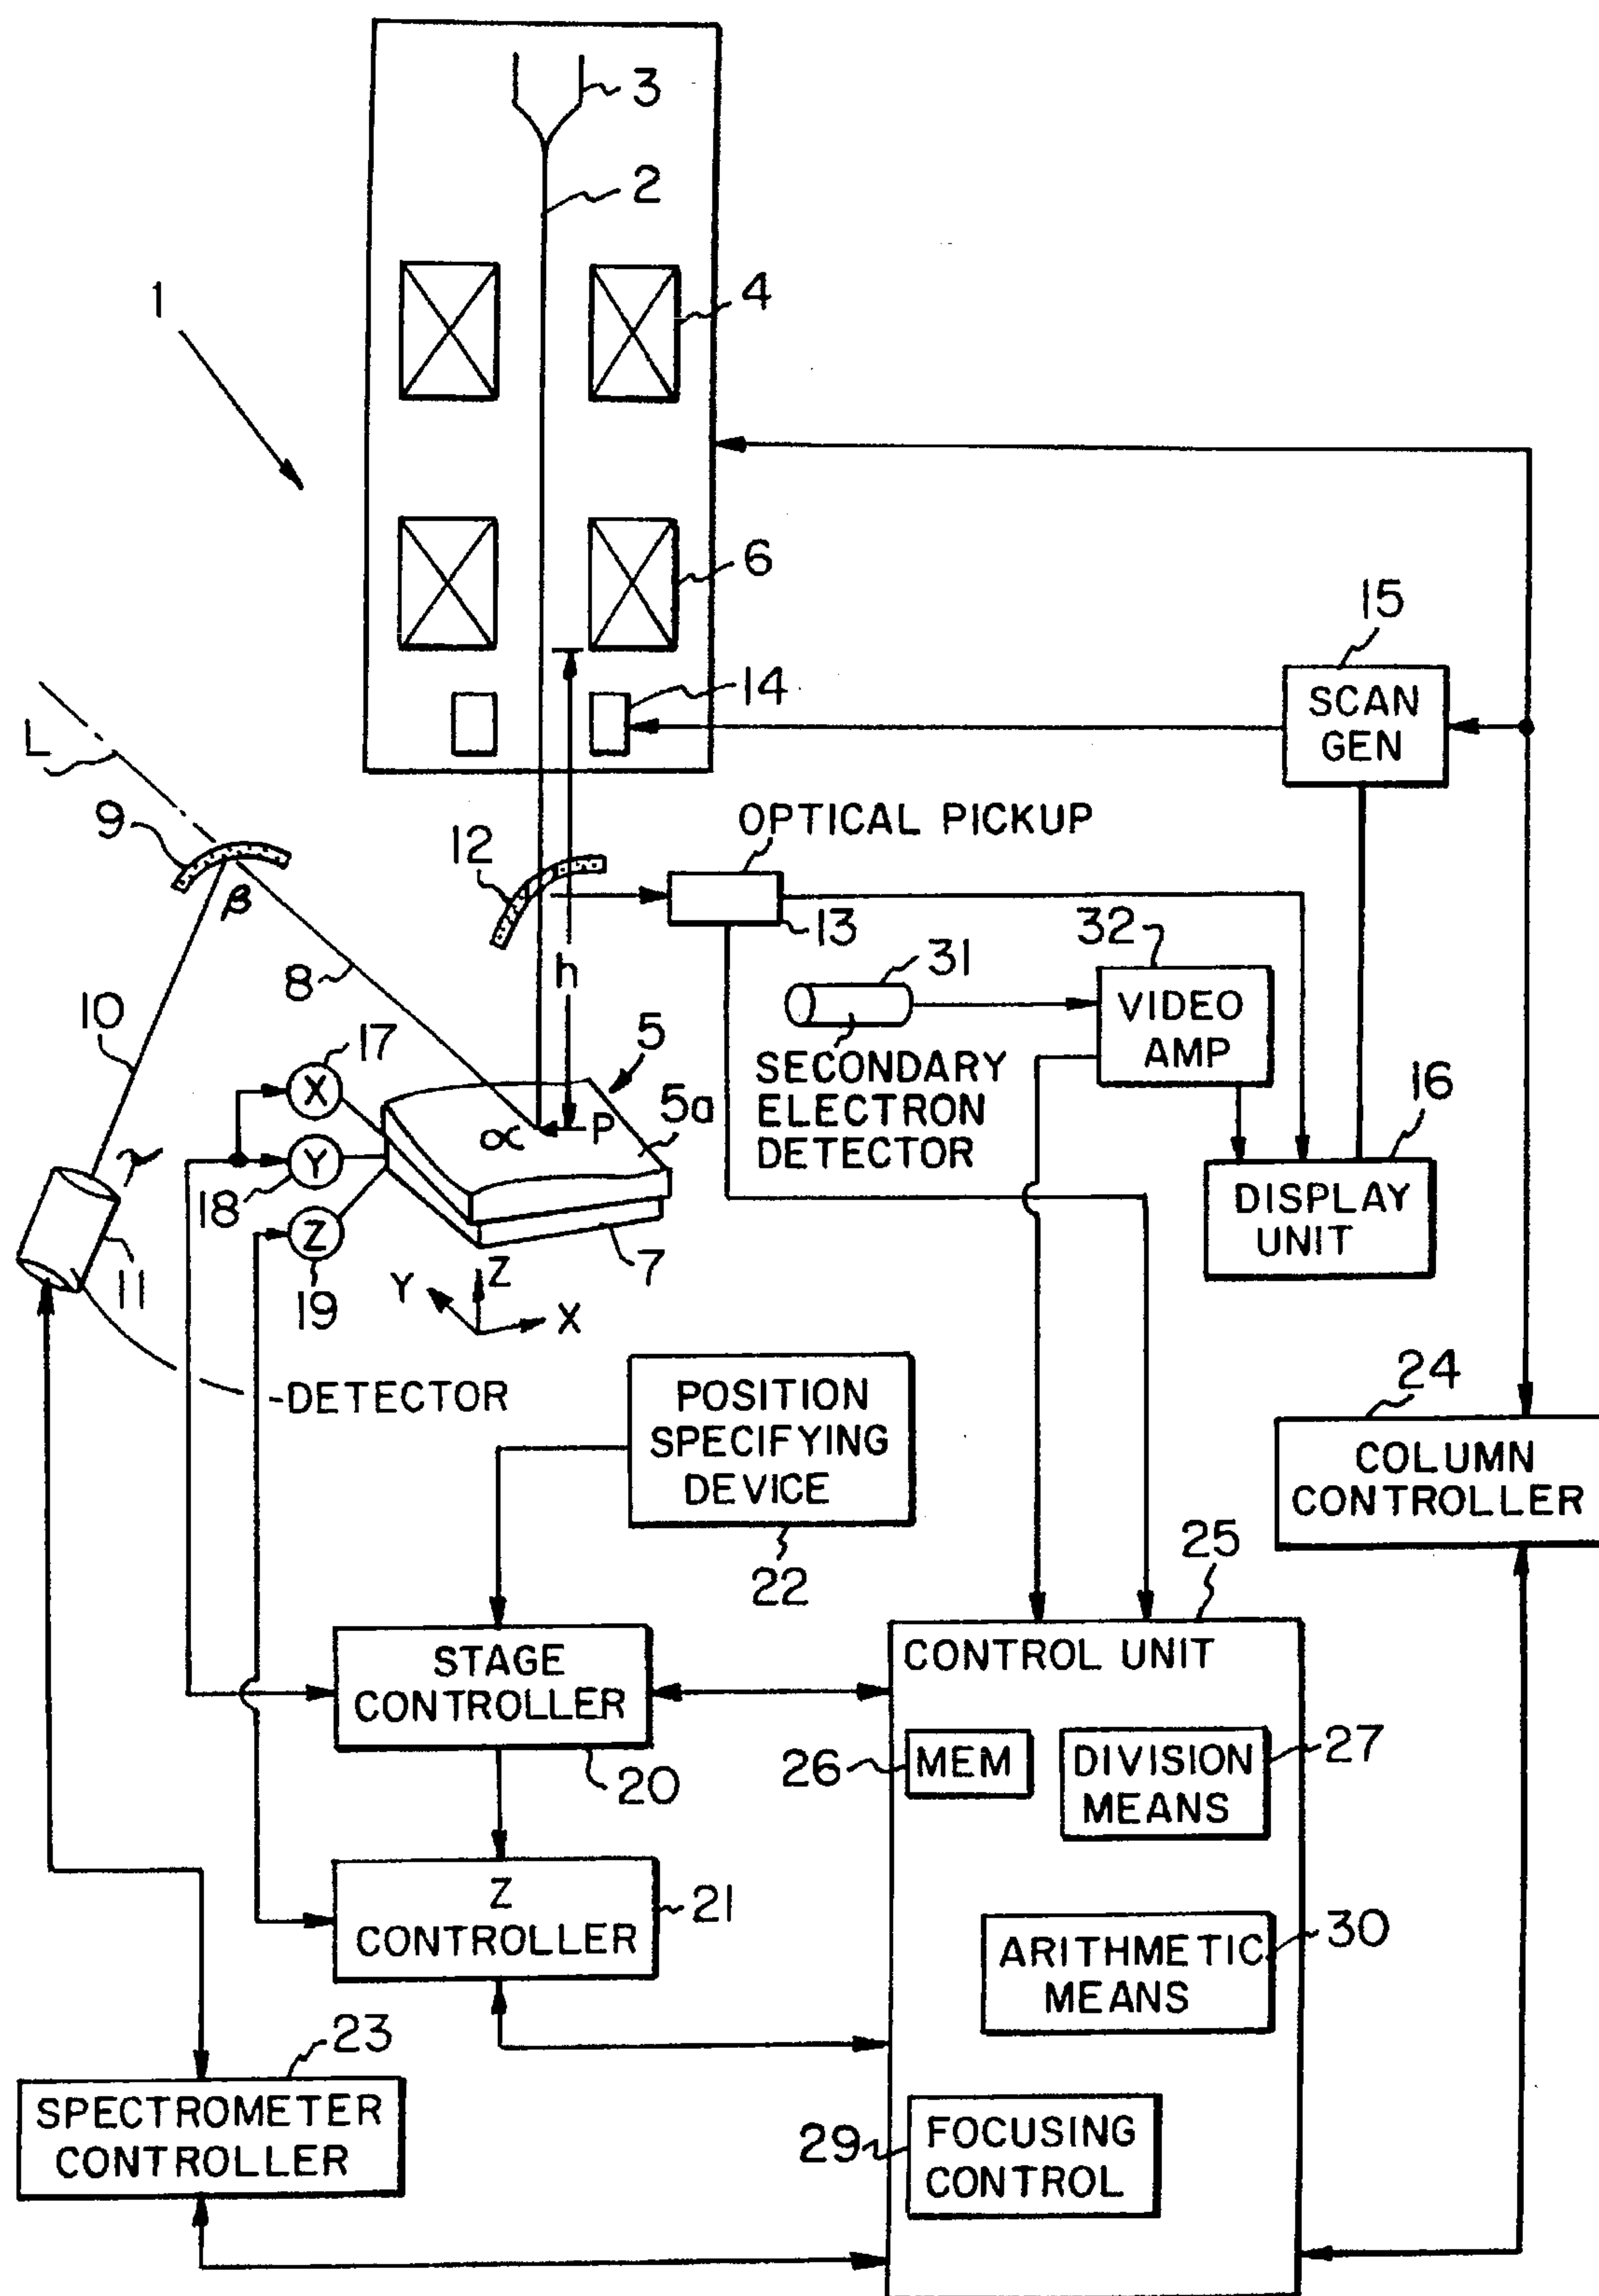 3
2
4
1
6
15
SCAN
GEN
14
L
9
β
12
OPTICAL PICKUP
13
32
8
h
31
VIDEO
AMP
10
17
5
SECONDARY
ELECTRON
DETECTOR
16
X
5a
α
P
Y
18
DISPLAY
UNIT
Z
7
11
19
Z
Y
X
DETECTOR
24
POSITION
SPECIFYING
DEVICE
COLUMN
CONTROLLER
22
25
CONTROL UNIT
STAGE
CONTROLLER
26
MEM
DIVISION
MEANS
27
20
Z
CONTROLLER
21
ARITHMETIC
MEANS
30
23
SPECTROMETER
CONTROLLER
29
FOCUSING
CONTROL